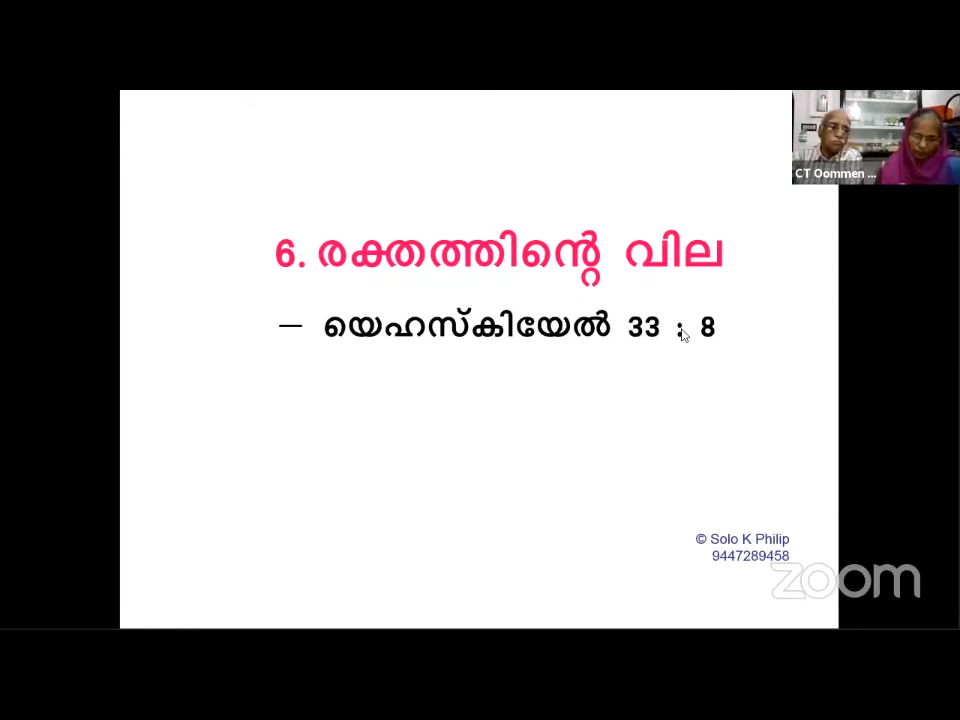 CT Oommen ...
6. രക്തത്തിന്റെ വില
– യെഹസ്കിയേൽ 33 : 8
© Solo K Philip
9447289458
zoom